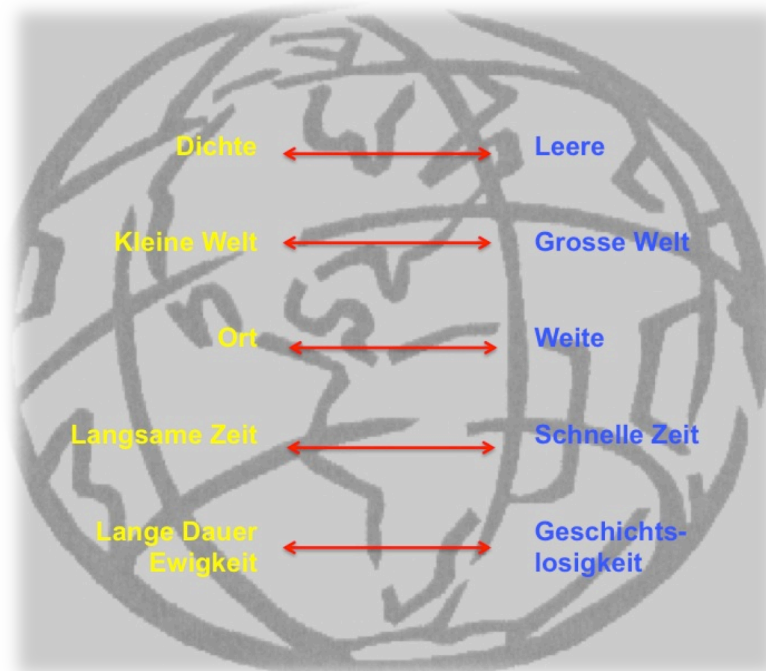 Dichte Leere
Kleine Welt Grosse Welt
Ort Weite
Langsame Zeit Schnelle Zeit
Lange Dauer Geschichts-
Ewigkeit losigkeit